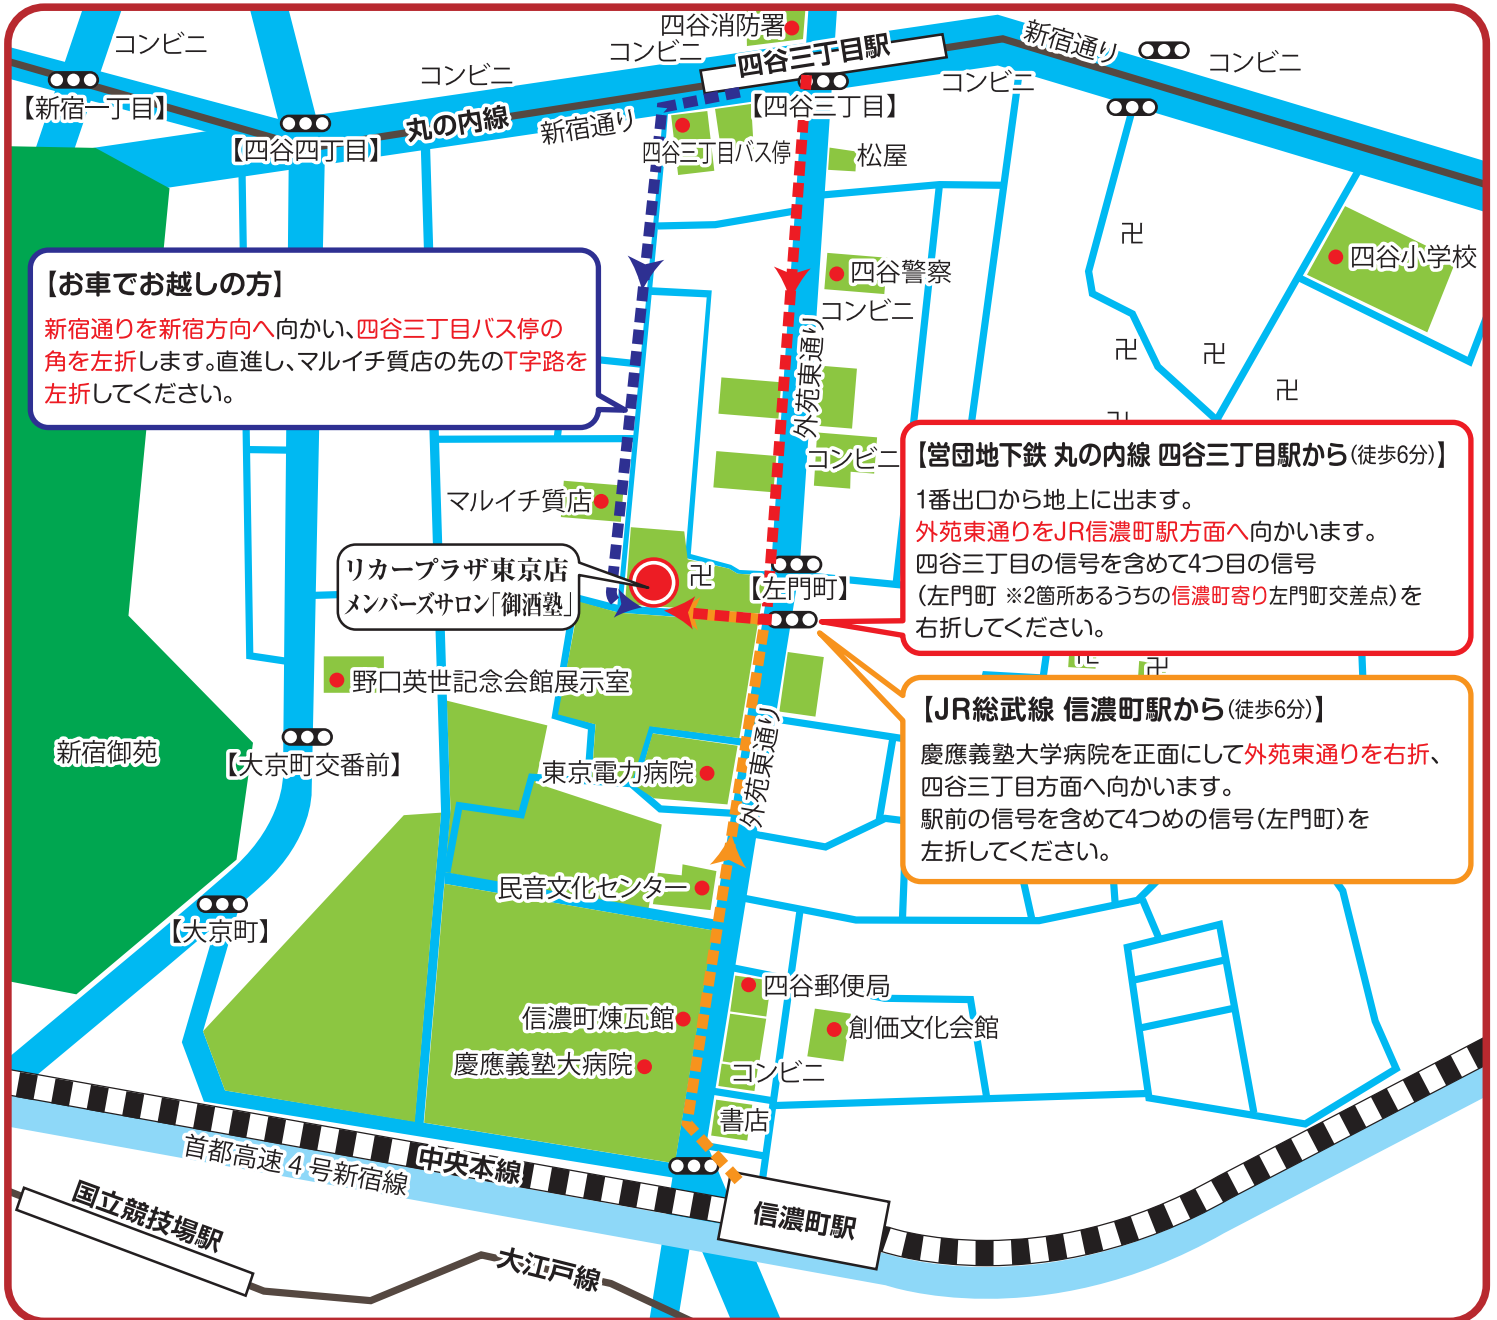 四谷消防署
コンビニ
コンビニ
四谷三丁目駅
新宿通り
コンビニ
コンビニ
コンビニ
【新宿一丁目】
【四谷三丁目】
丸の内線
新宿通り
【四谷四丁目】
四谷三丁目バス停
松屋
卍
四谷小学校
四谷警察
コンビニ
【お車でお越しの方】
新宿通りを新宿方向へ向かい、四谷三丁目バス停の
角を左折します。直進し、マルイチ質店の先のT字路を
左折してください。
外苑東通り
卍
卍
卍
コンビニ
【営団地下鉄 丸の内線 四谷三丁目駅から(徒歩6分)】
1番出口から地上に出ます。
外苑東通りをJR信濃町駅方面へ向かいます。
四谷三丁目の信号を含めて4つ目の信号
(左門町 ※2箇所あるうちの信濃町寄り左門町交差点)を
右折してください。
マルイチ質店
リカープラザ東京店
メンバーズサロン「御酒塾」
卍
【左門町】
野口英世記念会館展示室
卍
卍
【JR総武線 信濃町駅から(徒歩6分)】
慶應義塾大学病院を正面にして外苑東通りを右折、
四谷三丁目方面へ向かいます。
駅前の信号を含めて4つめの信号(左門町)を
左折してください。
新宿御苑
【大京町交番前】
東京電力病院
外苑東通り
民音文化センター
【大京町】
四谷郵便局
信濃町煉瓦館
創価文化会館
慶應義塾大病院
コンビニ
書店
首都高速4号新宿線
中央本線
国立競技場駅
信濃町駅
大江戸線